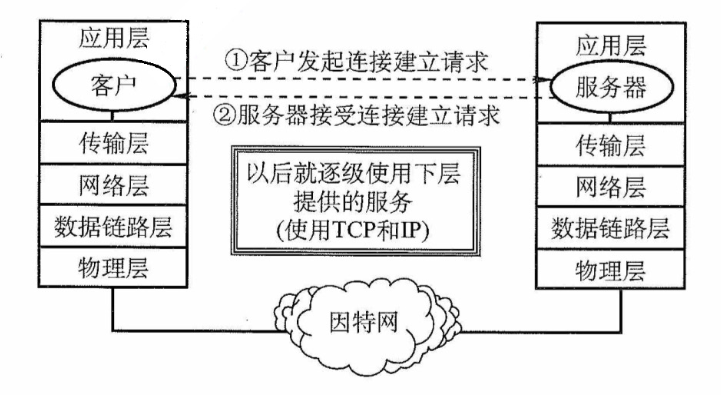 应用层
客户
传输层
网络层
数据链路层
物理层
①客户发起连接建立请求
②服务器接受连接建立请求
以后就逐级使用下层
提供的服务
(使用TCP和IP)
因特网
应用层
服务器
传输层
网络层
数据链路层
物理层